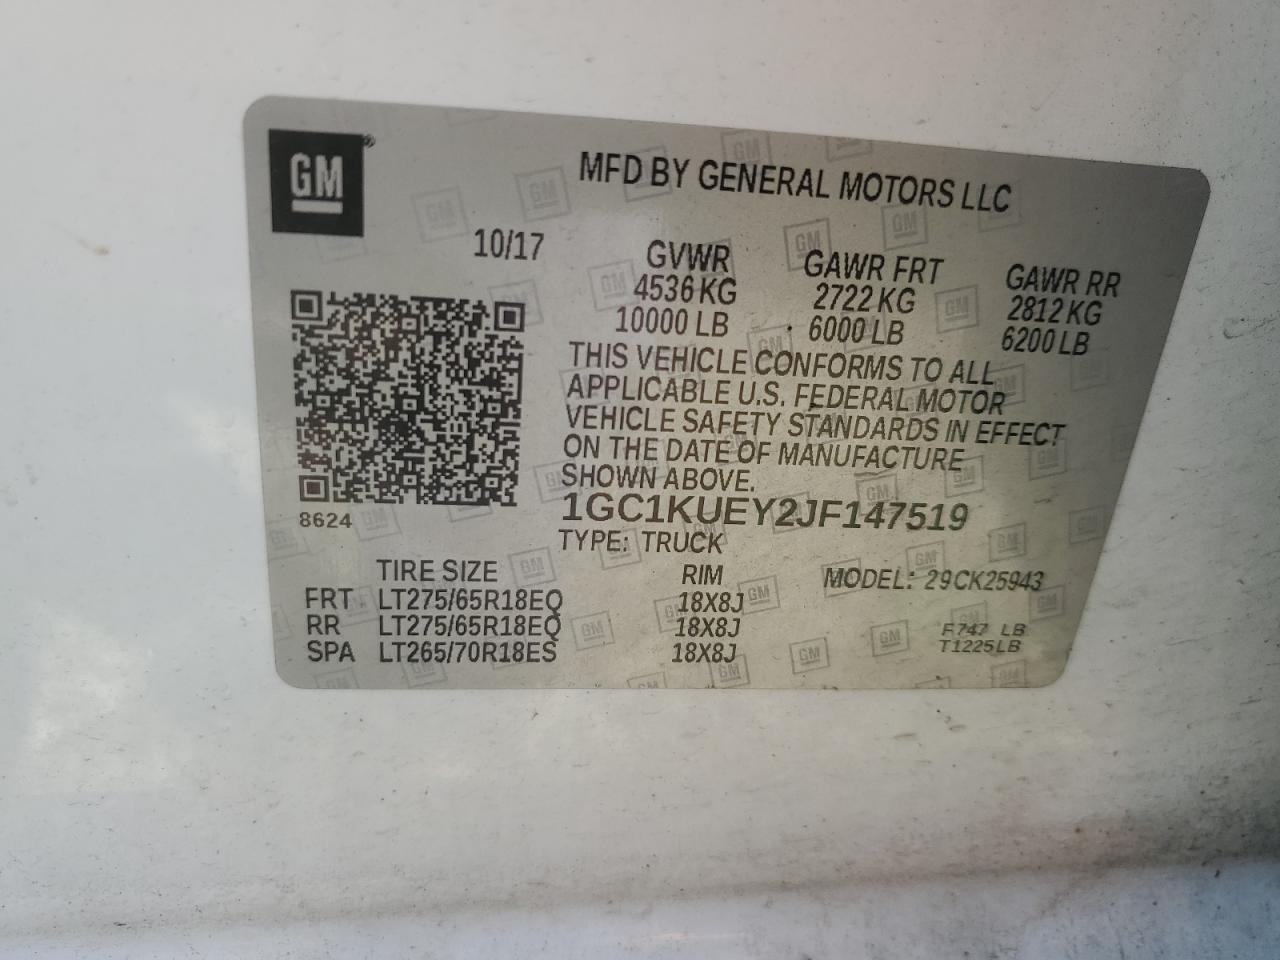 GM®
MFD BY GENERAL MOTORS LLC
10/17
GVWR GAWR FRT GAWR RR
4536 KG 2722 KG 2812 KG
10000 LB 6000 LB 6200 LB
THIS VEHICLE CONFORMS TO ALL
APPLICABLE U.S. FEDERAL MOTOR
VEHICLE SAFETY STANDARDS IN EFFECT
ON THE DATE OF MANUFACTURE
SHOWN ABOVE.
8624
1GC1KUEY2JF147519
TYPE: TRUCK
TIRE SIZE RIM MODEL: 29CK25943
FRT LT275/65R18EQ 18X8J
RR LT275/65R18EQ 18X8J F747 LB
SPA LT265/70R18ES 18X8J T1225LB